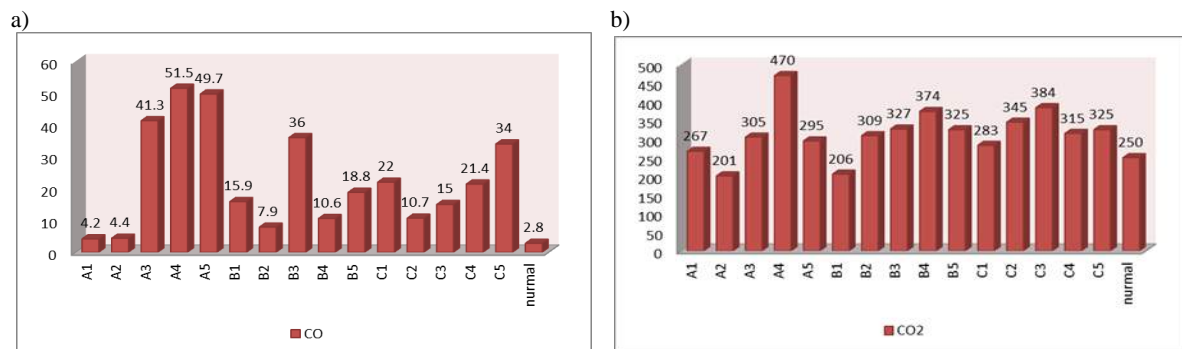 a)
b)
60
50
40
30
20
10
0
4.2
4.4
41.3
51.5
49.7
15.9
7.9
36
10.6
18.8
22
10.7
15
21.4
34
2.8
A1
A2
A3
A4
A5
B1
B2
B3
B4
B5
C1
C2
C3
C4
C5
normal
CO
500
450
400
350
300
250
200
150
100
50
0
267
201
305
470
295
206
309
327
374
325
283
345
384
315
325
250
A1
A2
A3
A4
A5
B1
B2
B3
B4
B5
C1
C2
C3
C4
C5
normal
CO2